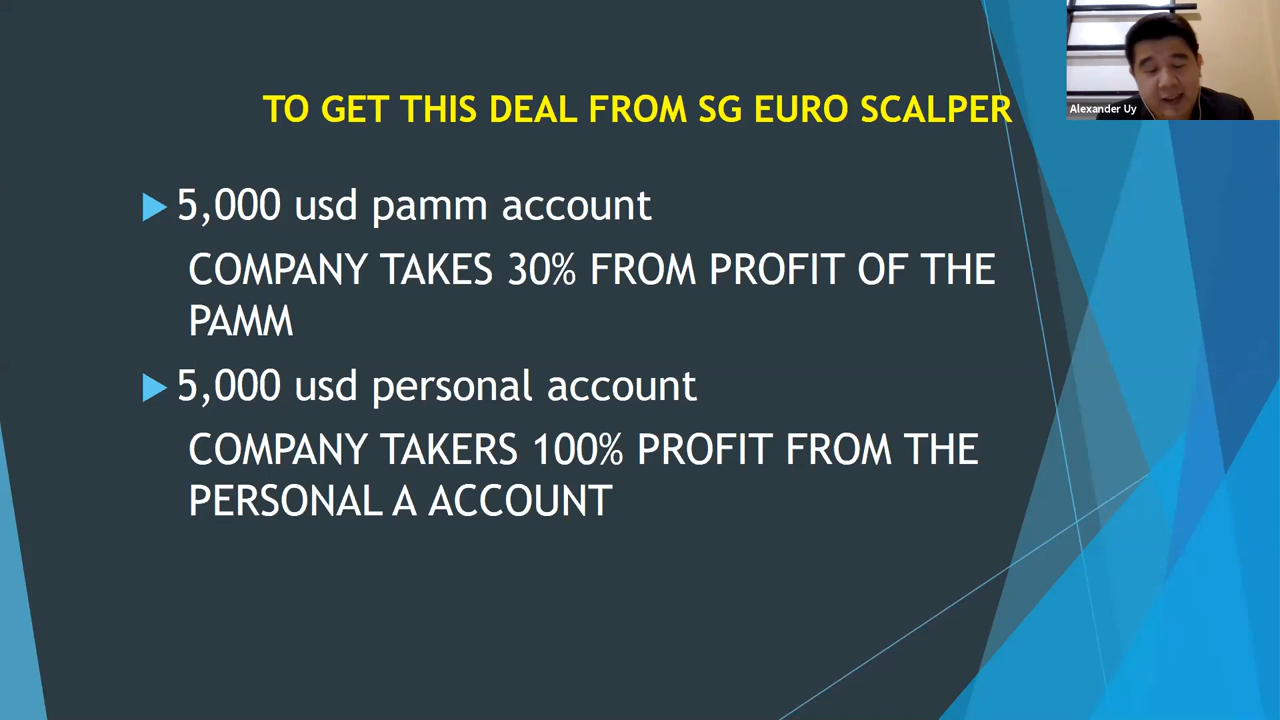 TO GET THIS DEAL FROM SG EURO SCALPER
Alexander Uy
5,000 usd pamm account
COMPANY TAKES 30% FROM PROFIT OF THE
PAMM
5,000 usd personal account
COMPANY TAKERS 100% PROFIT FROM THE
PERSONAL A ACCOUNT